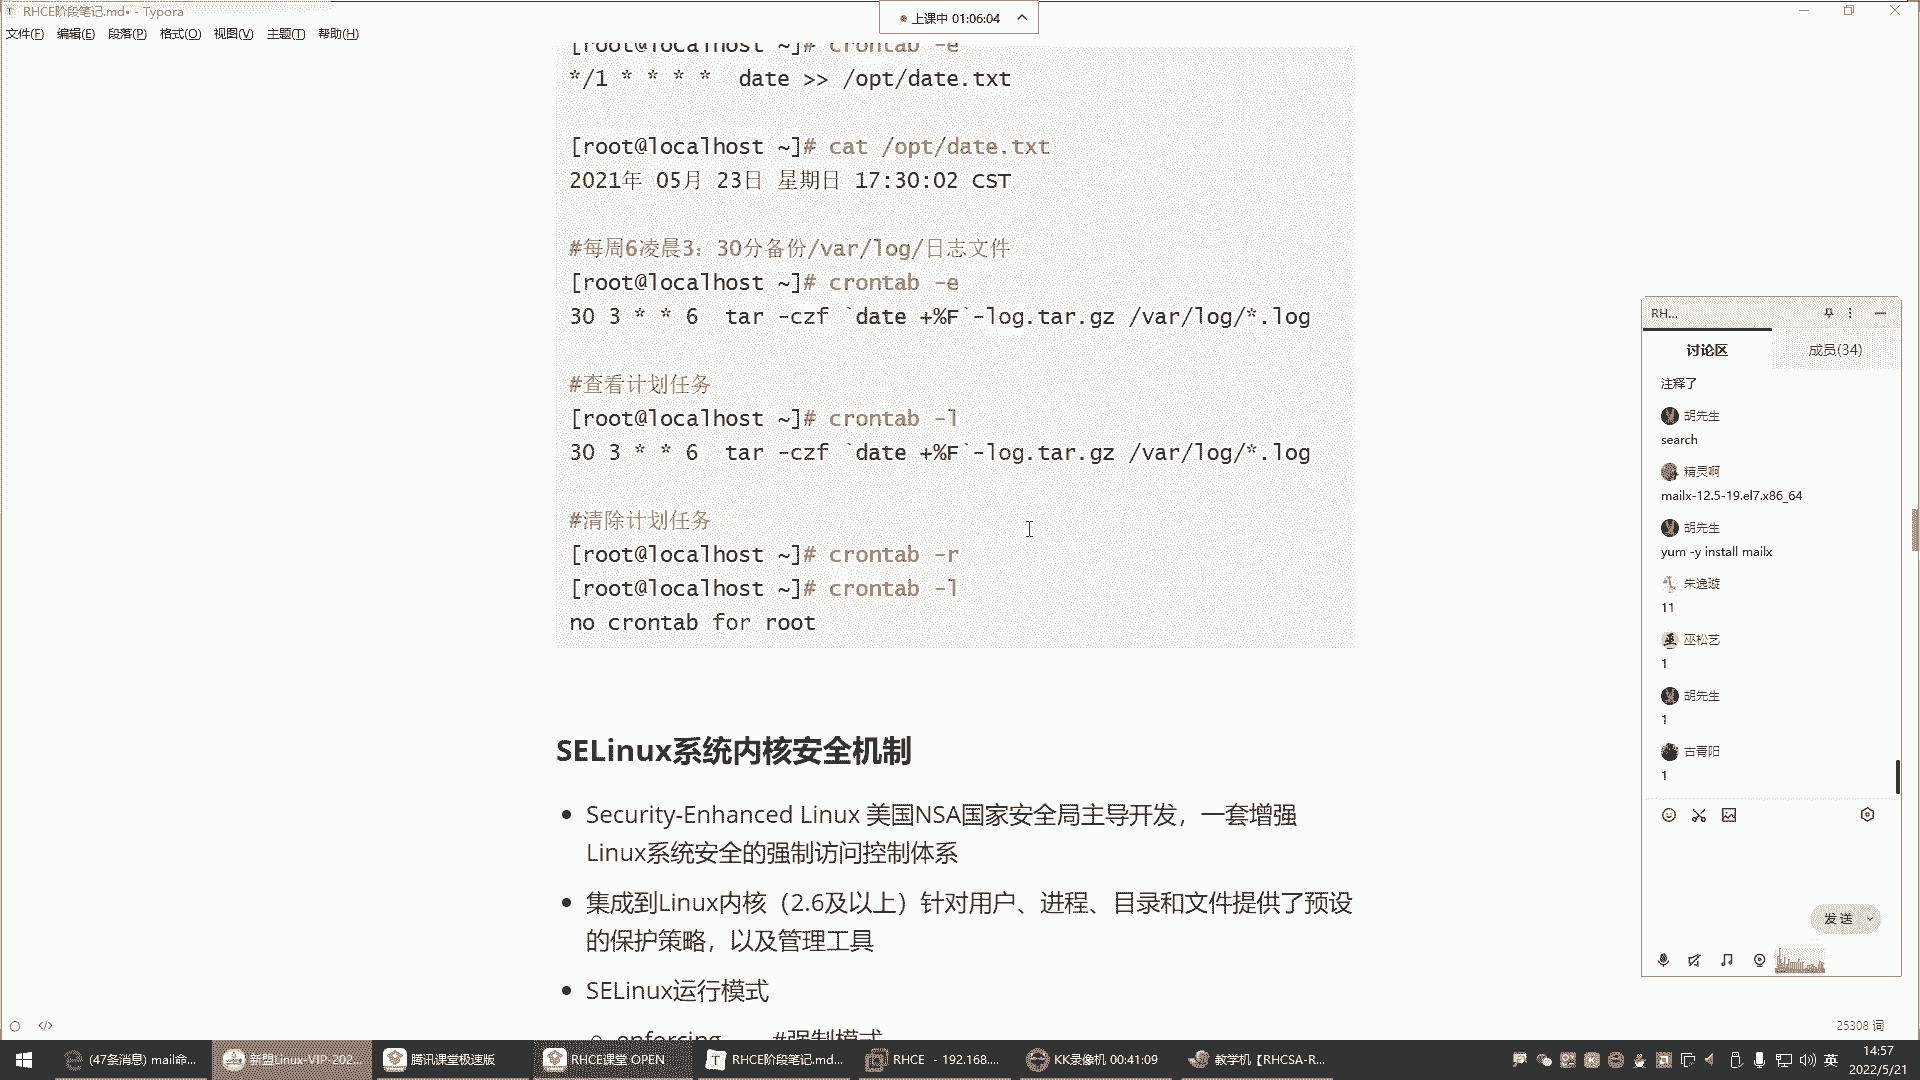 RHCE阶段笔记.md• - Typora
上课中 01:06:04
文件(F) 编辑(E) 段落(P) 格式(O) 视图(V) 主题(T) 帮助(H)
[root@localhost ~]# crontab -e
*/1 * * * *  date >> /opt/date.txt
[root@localhost ~]# cat /opt/date.txt
2021年 05月 23日 星期日 17:30:02 CST
#每周6凌晨3：30分备份/var/log/日志文件
[root@localhost ~]# crontab -e
30 3 * * 6  tar -czf `date +%F`-log.tar.gz /var/log/*.log
#查看计划任务
[root@localhost ~]# crontab -l
30 3 * * 6  tar -czf `date +%F`-log.tar.gz /var/log/*.log
#清除计划任务
[root@localhost ~]# crontab -r
[root@localhost ~]# crontab -l
no crontab for root
SELinux系统内核安全机制
Security-Enhanced Linux 美国NSA国家安全局主导开发，一套增强
Linux系统安全的强制访问控制体系
集成到Linux内核（2.6及以上）针对用户、进程、目录和文件提供了预设
的保护策略，以及管理工具
SELinux运行模式
enforcing #强制模式
RH...
讨论区 成员(34)
注释了
胡先生
search
精灵啊
mailx-12.5-19.el7.x86_64
胡先生
yum -y install mailx
朱逸璇
11
巫松艺
1
胡先生
1
古青阳
1
发送
25308 词
(47条消息) mail命...
新盟Linux-VIP-202...
腾讯课堂极速版
RHCE课堂 OPEN
RHCE阶段笔记.md...
RHCE - 192.168....
KK录像机 00:41:09
教学机【RHCSA-R...
英
14:57
2022/5/21